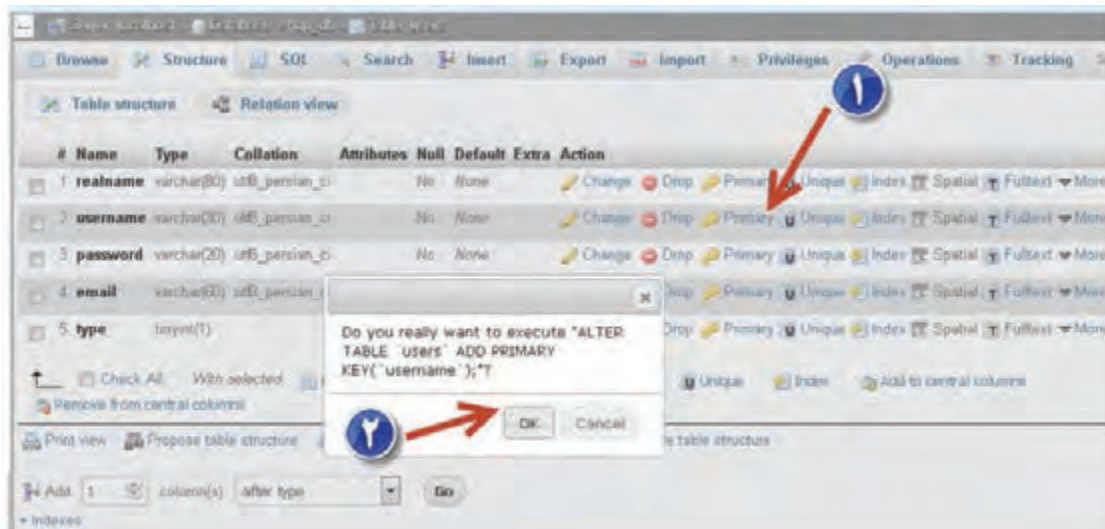 Browse Structure SQL Search Insert Export Import Privileges Operations Tracking
Table structure Relation view
# Name Type Collation Attributes Null Default Extra Action
1 realname varchar(80) utf8_persian_ci No None Change Drop Primary Unique Index Spatial Fulltext More
2 username No None Change Drop Primary Unique Index Spatial Fulltext More
3 password varchar(20) utf8_persian_ci No None Change Drop Primary Unique Index Spatial Fulltext More
4 email varchar(60) Drop Primary Unique Index Spatial Fulltext More
5 type tinyint(1) Drop Primary Unique Index Spatial Fulltext More
۱
Do you really want to execute "ALTER
TABLE `users` ADD PRIMARY
KEY(`username`);"?
OK Cancel
۲
Check All With selected Unique Index Add to central columns
Remove from central columns
Print view Propose table structure table structure
Add 1 column(s) after type Go
+ Indexes